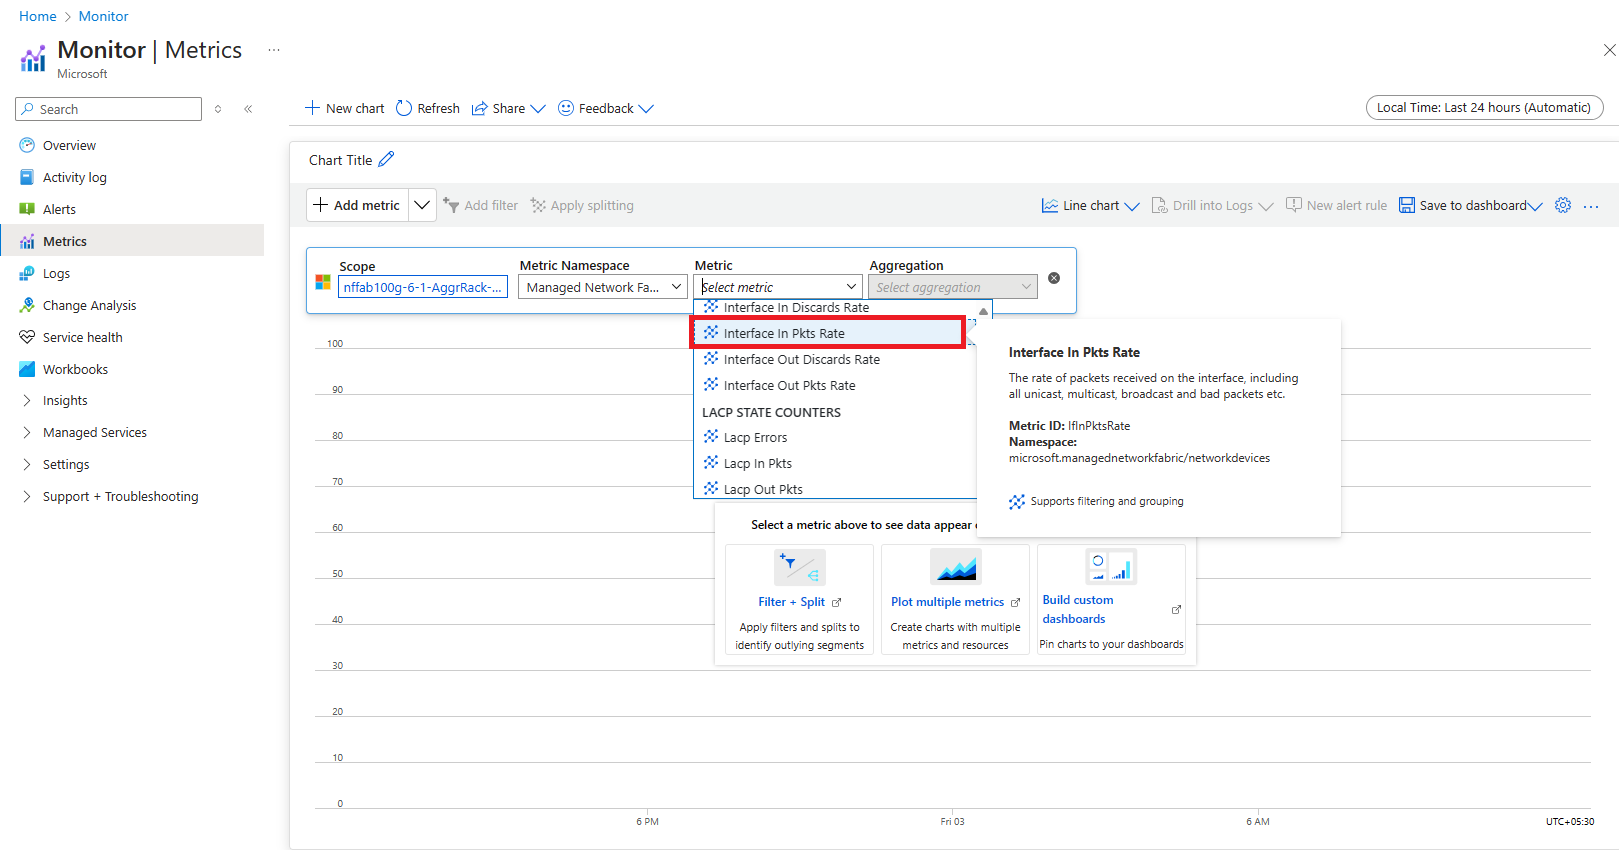 Home > Monitor
Monitor | Metrics ...
Microsoft
Search
Overview
Activity log
Alerts
Metrics
Logs
Change Analysis
Service health
Workbooks
Insights
Managed Services
Settings
Support + Troubleshooting
New chart Refresh Share Feedback
Local Time: Last 24 hours (Automatic)
Chart Title
Add metric Add filter Apply splitting
Line chart Drill into Logs New alert rule Save to dashboard ...
Scope Metric Namespace Metric Aggregation
nffab100g-6-1-AggrRack-... Managed Network Fa... Select metric Select aggregation
Interface In Discards Rate
Interface In Pkts Rate
Interface Out Discards Rate
Interface Out Pkts Rate
LACP STATE COUNTERS
Lacp Errors
Lacp In Pkts
Lacp Out Pkts
Interface In Pkts Rate
The rate of packets received on the interface, including
all unicast, multicast, broadcast and bad packets etc.
Metric ID: IfInPktsRate
Namespace:
microsoft.managednetworkfabric/networkdevices
Supports filtering and grouping
Select a metric above to see data appear
Filter + Split
Apply filters and splits to
identify outlying segments
Plot multiple metrics
Create charts with multiple
metrics and resources
Build custom
dashboards
Pin charts to your dashboards
100
90
80
70
60
50
40
30
20
10
0
6 PM Fri 03 6 AM UTC+05:30